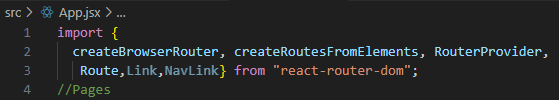 src > App.jsx > ...
1 import {
2 createBrowserRouter, createRoutesFromElements, RouterProvider,
3 Route,Link,NavLink} from "react-router-dom";
4 //Pages